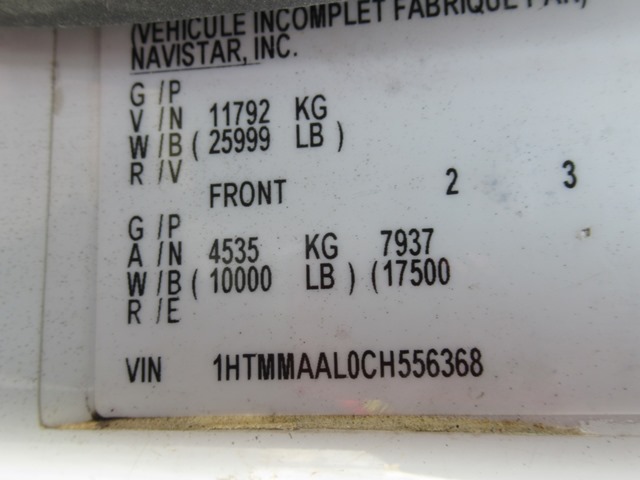 (VEHICULE INCOMPLET FABRIQUE PAR)
NAVISTAR, INC.
G /P
V /N 11792 KG
W /B ( 25999 LB )
R /V
FRONT 2 3
G /P
A /N 4535 KG 7937
W /B ( 10000 LB ) (17500
R /E
VIN 1HTMMAAL0CH556368